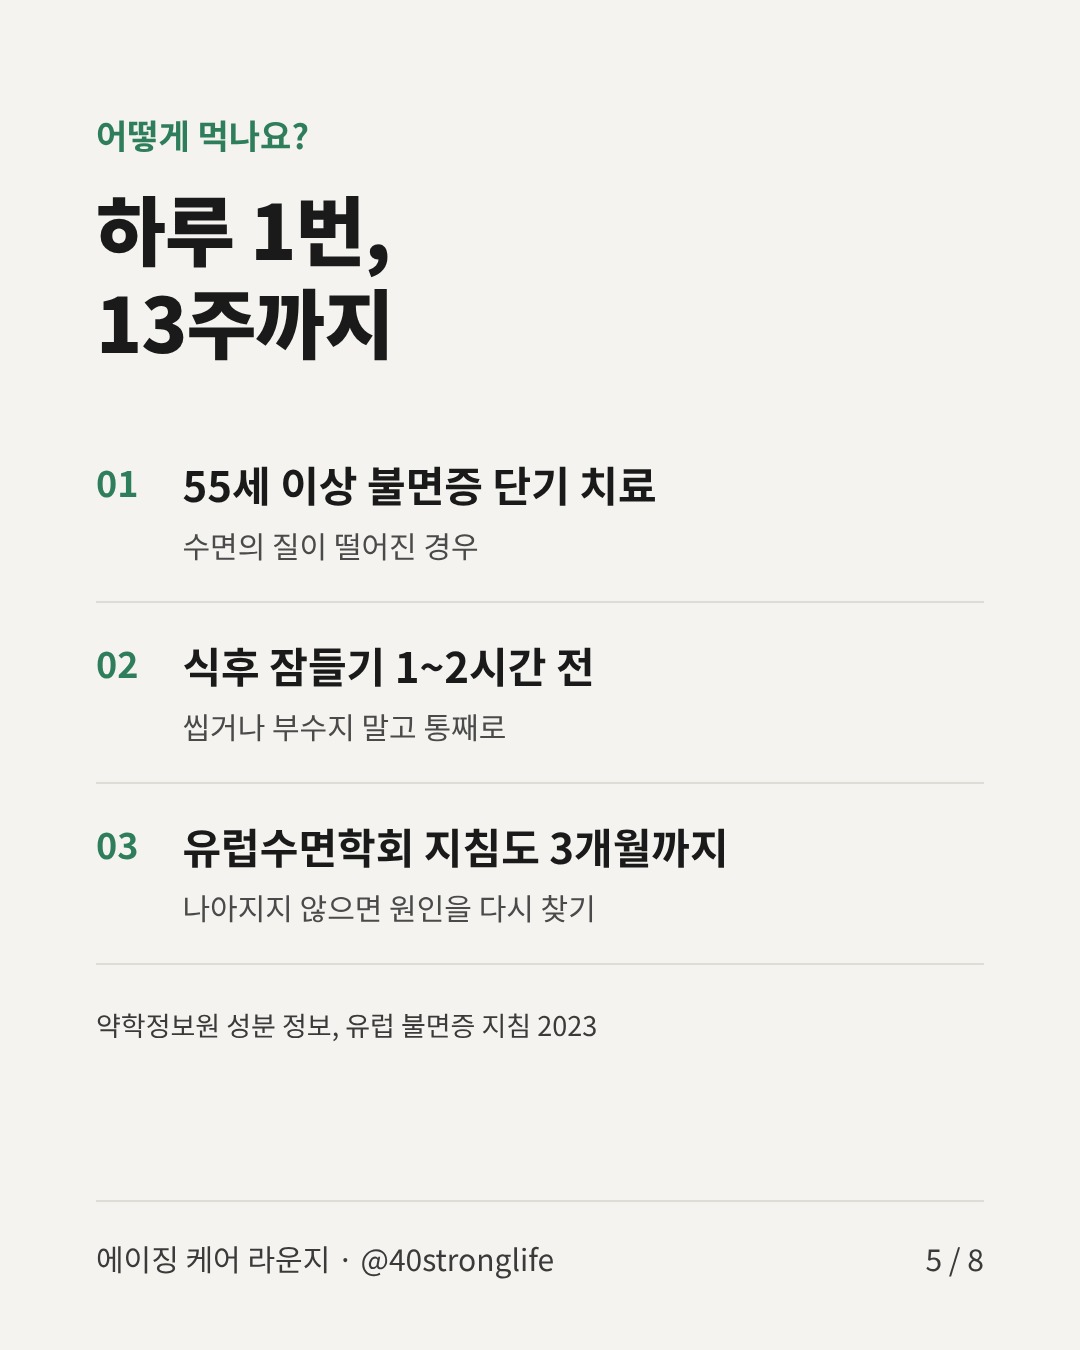 어떻게 먹나요?
하루 1번,
13주까지
01 55세 이상 불면증 단기 치료
수면의 질이 떨어진 경우
02 식후 잠들기 1~2시간 전
씹거나 부수지 말고 통째로
03 유럽수면학회 지침도 3개월까지
나아지지 않으면 원인을 다시 찾기
약학정보원 성분 정보, 유럽 불면증 지침 2023
에이징 케어 라운지 · @40stronglife 5 / 8